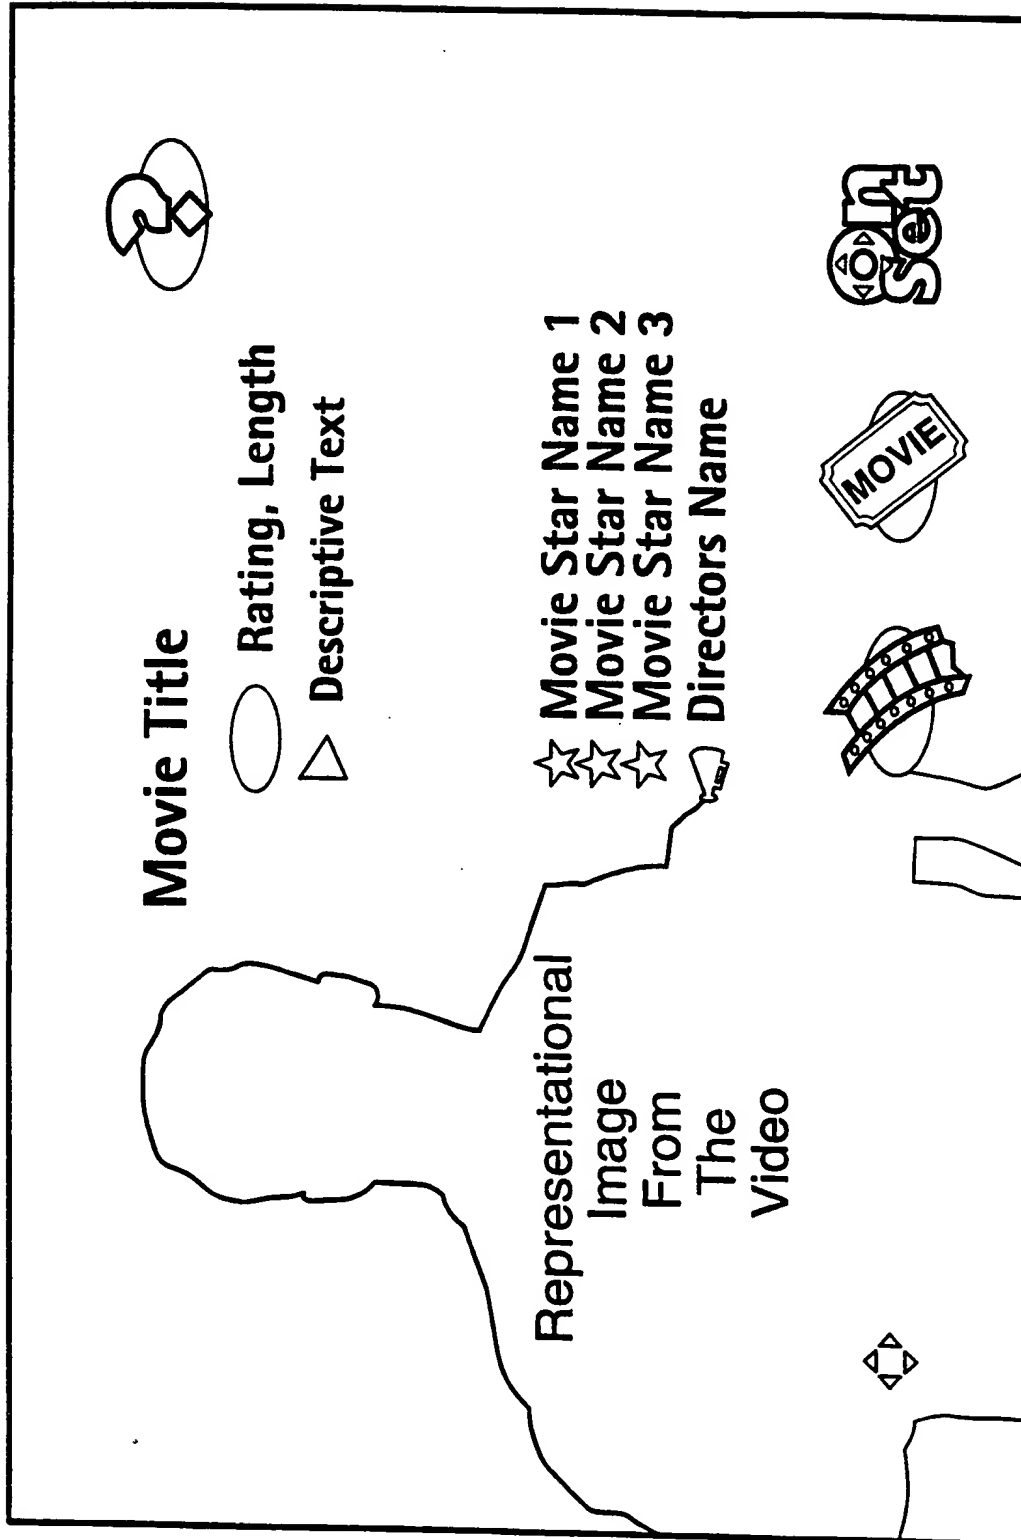 Movie Title
Rating, Length
Descriptive Text
Representational
Image
From
The
Video
Movie Star Name 1
Movie Star Name 2
Movie Star Name 3
Directors Name
MOVIE
on
set